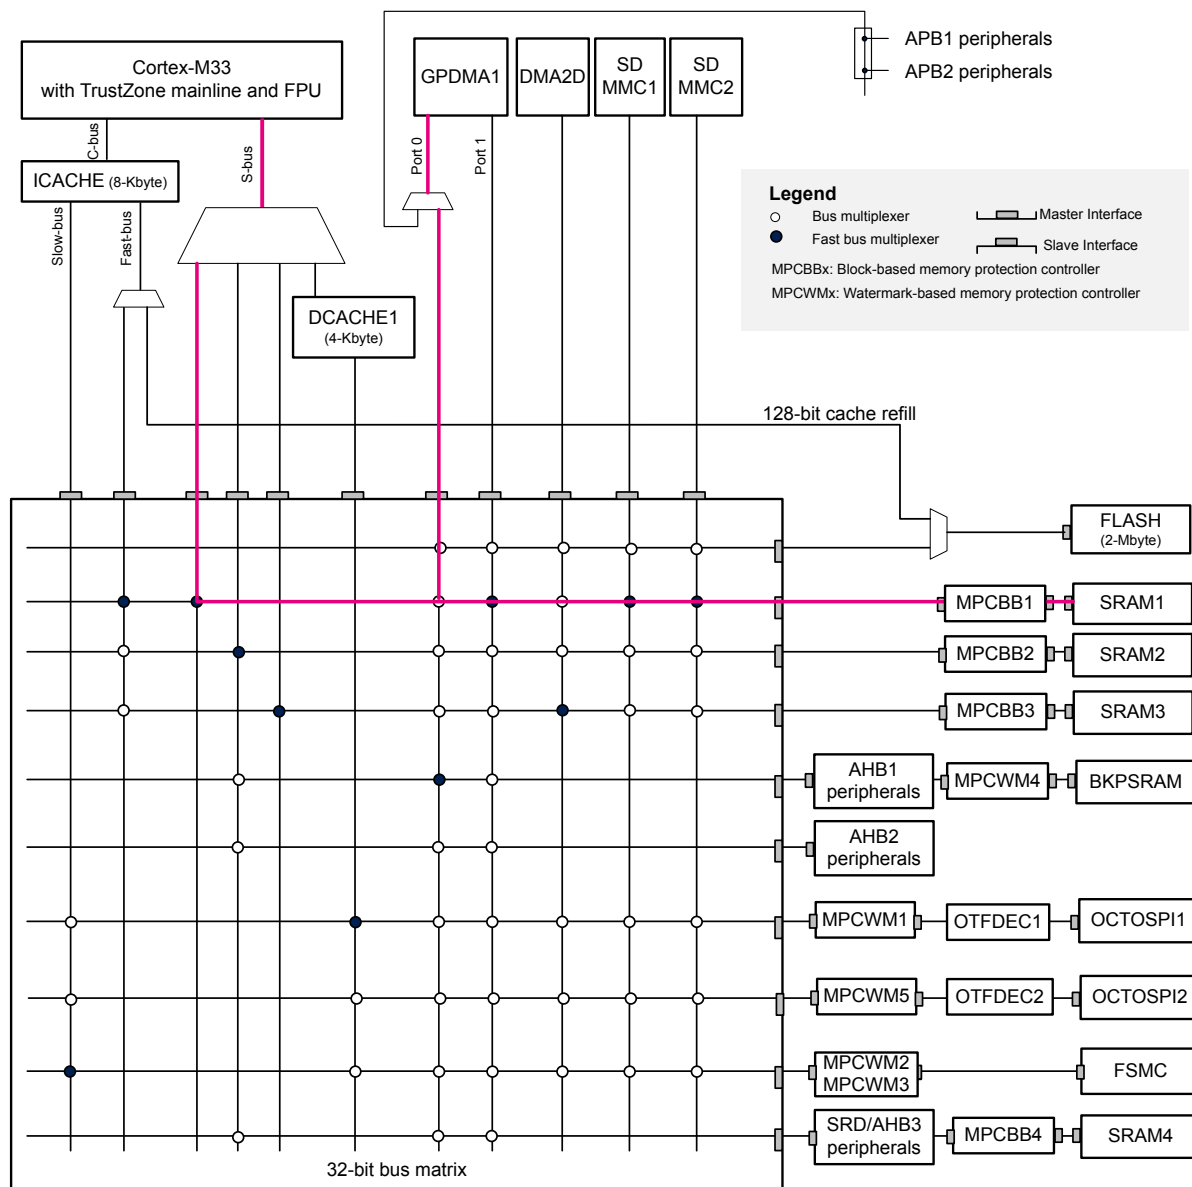 APB1 peripherals
APB2 peripherals
Cortex-M33
with TrustZone mainline and FPU
GPDMA1
DMA2D
SD
MMC1
SD
MMC2
C-bus
S-bus
Port 0
Port 1
ICACHE (8-Kbyte)
Slow-bus
Fast-bus
Legend
Bus multiplexer
Fast bus multiplexer
Master Interface
Slave Interface
MPCBBx: Block-based memory protection controller
MPCWMx: Watermark-based memory protection controller
DCACHE1
(4-Kbyte)
128-bit cache refill
FLASH
(2-Mbyte)
MPCBB1
SRAM1
MPCBB2
SRAM2
MPCBB3
SRAM3
AHB1
peripherals
MPCWM4
BKPSRAM
AHB2
peripherals
MPCWM1
OTFDEC1
OCTOSPI1
MPCWM5
OTFDEC2
OCTOSPI2
MPCWM2
MPCWM3
FSMC
SRD/AHB3
peripherals
MPCBB4
SRAM4
32-bit bus matrix